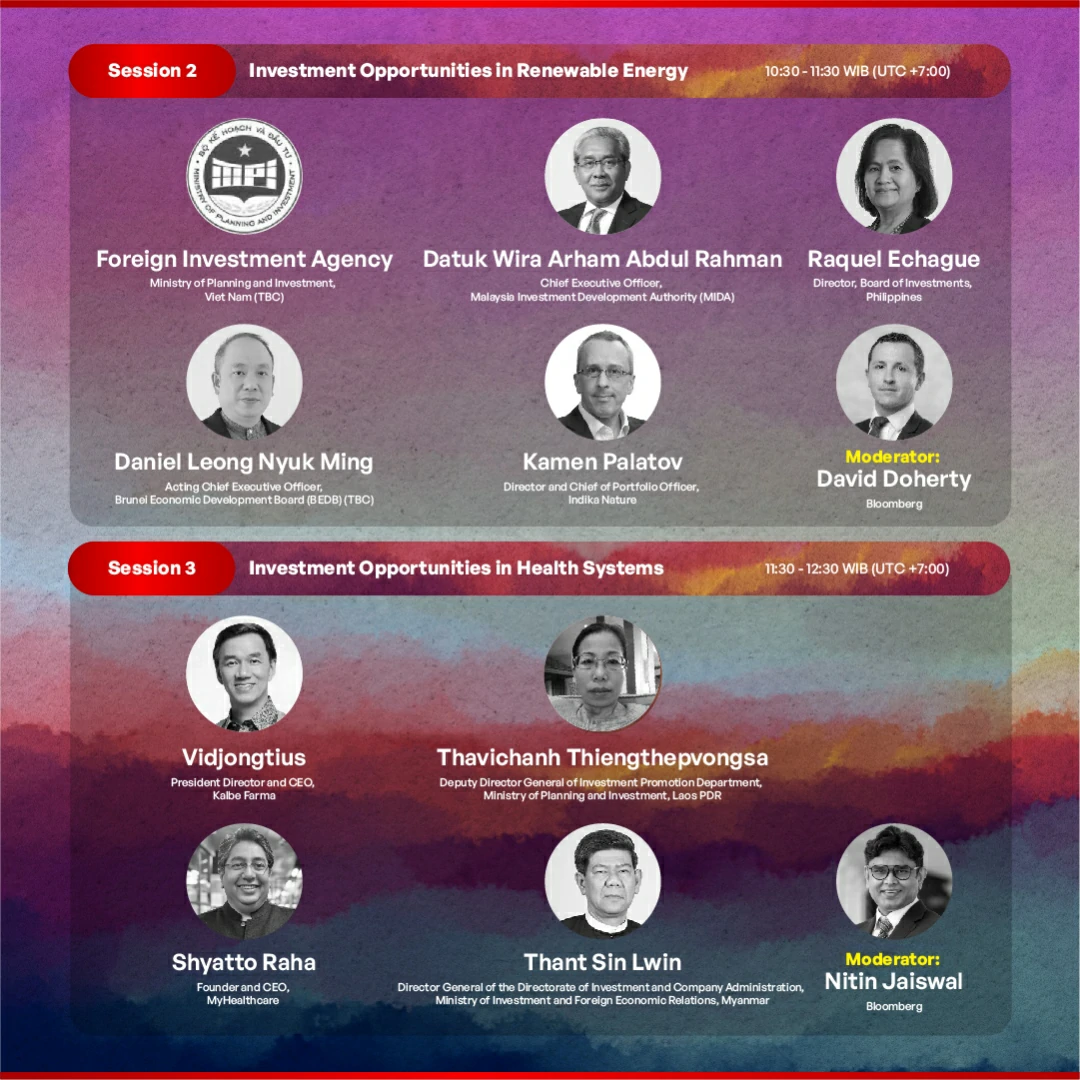 Session 2
Investment Opportunities in Renewable Energy
10:30 - 11:30 WIB (UTC +7:00)
BỘ KẾ HOẠCH VÀ ĐẦU TƯ
MPI
MINISTRY OF PLANNING AND INVESTMENT
Foreign Investment Agency
Ministry of Planning and Investment,
Viet Nam (TBC)
Datuk Wira Arham Abdul Rahman
Chief Executive Officer,
Malaysia Investment Development Authority (MIDA)
Raquel Echague
Director, Board of Investments,
Philippines
Daniel Leong Nyuk Ming
Acting Chief Executive Officer,
Brunei Economic Development Board (BEDB) (TBC)
Kamen Palatov
Director and Chief of Portfolio Officer,
Indika Nature
Moderator:
David Doherty
Bloomberg
Session 3
Investment Opportunities in Health Systems
11:30 - 12:30 WIB (UTC +7:00)
Vidjongtius
President Director and CEO,
Kalbe Farma
Thavichanh Thiengthepvongsa
Deputy Director General of Investment Promotion Department,
Ministry of Planning and Investment, Laos PDR
Shyatto Raha
Founder and CEO,
MyHealthcare
Thant Sin Lwin
Director General of the Directorate of Investment and Company Administration,
Ministry of Investment and Foreign Economic Relations, Myanmar
Moderator:
Nitin Jaiswal
Bloomberg